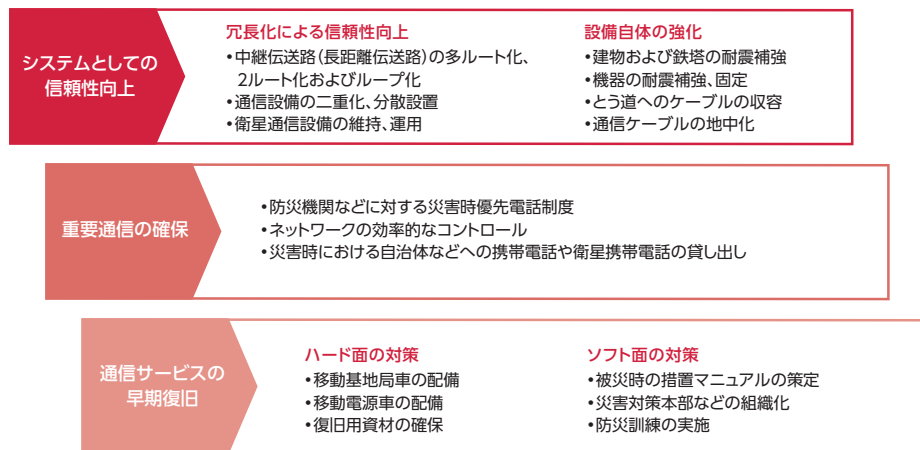 システムとしての
信頼性向上
冗長化による信頼性向上
•中継伝送路(長距離伝送路)の多ルート化、
2ルート化およびループ化
•通信設備の二重化、分散設置
•衛星通信設備の維持、運用
設備自体の強化
•建物および鉄塔の耐震補強
•機器の耐震補強、固定
•とう道へのケーブルの収容
•通信ケーブルの地中化
重要通信の確保
•防災機関などに対する災害時優先電話制度
•ネットワークの効率的なコントロール
•災害時における自治体などへの携帯電話や衛星携帯電話の貸し出し
通信サービスの
早期復旧
ハード面の対策
•移動基地局車の配備
•移動電源車の配備
•復旧用資材の確保
ソフト面の対策
•被災時の措置マニュアルの策定
•災害対策本部などの組織化
•防災訓練の実施